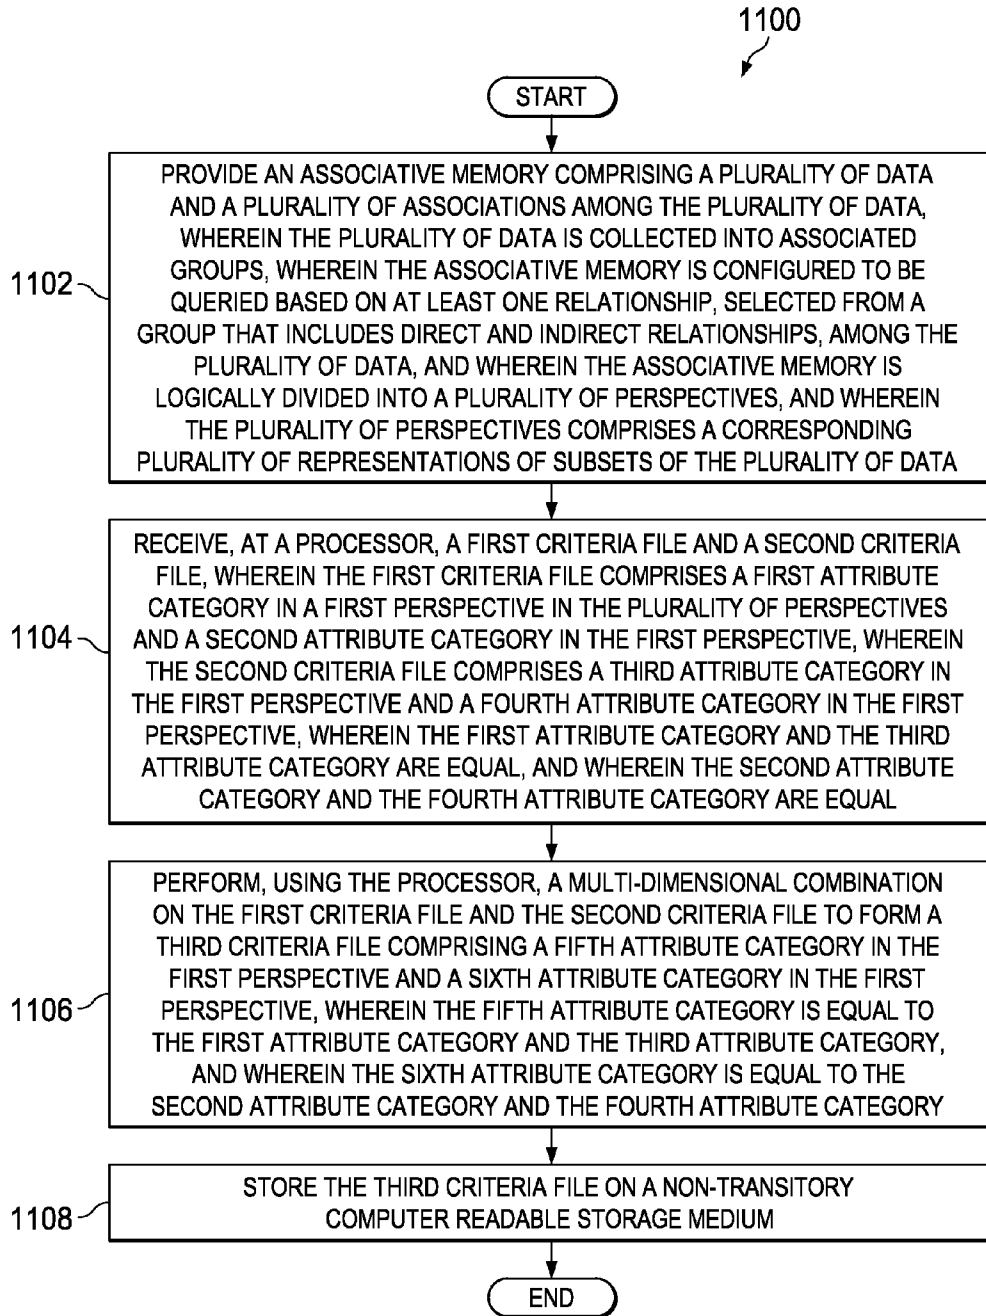 1100
START
1102
PROVIDE AN ASSOCIATIVE MEMORY COMPRISING A PLURALITY OF DATA
AND A PLURALITY OF ASSOCIATIONS AMONG THE PLURALITY OF DATA,
WHEREIN THE PLURALITY OF DATA IS COLLECTED INTO ASSOCIATED
GROUPS, WHEREIN THE ASSOCIATIVE MEMORY IS CONFIGURED TO BE
QUERIED BASED ON AT LEAST ONE RELATIONSHIP, SELECTED FROM A
GROUP THAT INCLUDES DIRECT AND INDIRECT RELATIONSHIPS, AMONG THE
PLURALITY OF DATA, AND WHEREIN THE ASSOCIATIVE MEMORY IS
LOGICALLY DIVIDED INTO A PLURALITY OF PERSPECTIVES, AND WHEREIN
THE PLURALITY OF PERSPECTIVES COMPRISES A CORRESPONDING
PLURALITY OF REPRESENTATIONS OF SUBSETS OF THE PLURALITY OF DATA
1104
RECEIVE, AT A PROCESSOR, A FIRST CRITERIA FILE AND A SECOND CRITERIA
FILE, WHEREIN THE FIRST CRITERIA FILE COMPRISES A FIRST ATTRIBUTE
CATEGORY IN A FIRST PERSPECTIVE IN THE PLURALITY OF PERSPECTIVES
AND A SECOND ATTRIBUTE CATEGORY IN THE FIRST PERSPECTIVE, WHEREIN
THE SECOND CRITERIA FILE COMPRISES A THIRD ATTRIBUTE CATEGORY IN
THE FIRST PERSPECTIVE AND A FOURTH ATTRIBUTE CATEGORY IN THE FIRST
PERSPECTIVE, WHEREIN THE FIRST ATTRIBUTE CATEGORY AND THE THIRD
ATTRIBUTE CATEGORY ARE EQUAL, AND WHEREIN THE SECOND ATTRIBUTE
CATEGORY AND THE FOURTH ATTRIBUTE CATEGORY ARE EQUAL
1106
PERFORM, USING THE PROCESSOR, A MULTI-DIMENSIONAL COMBINATION
ON THE FIRST CRITERIA FILE AND THE SECOND CRITERIA FILE TO FORM A
THIRD CRITERIA FILE COMPRISING A FIFTH ATTRIBUTE CATEGORY IN THE
FIRST PERSPECTIVE AND A SIXTH ATTRIBUTE CATEGORY IN THE FIRST
PERSPECTIVE, WHEREIN THE FIFTH ATTRIBUTE CATEGORY IS EQUAL TO
THE FIRST ATTRIBUTE CATEGORY AND THE THIRD ATTRIBUTE CATEGORY,
AND WHEREIN THE SIXTH ATTRIBUTE CATEGORY IS EQUAL TO THE
SECOND ATTRIBUTE CATEGORY AND THE FOURTH ATTRIBUTE CATEGORY
1108
STORE THE THIRD CRITERIA FILE ON A NON-TRANSITORY
COMPUTER READABLE STORAGE MEDIUM
END